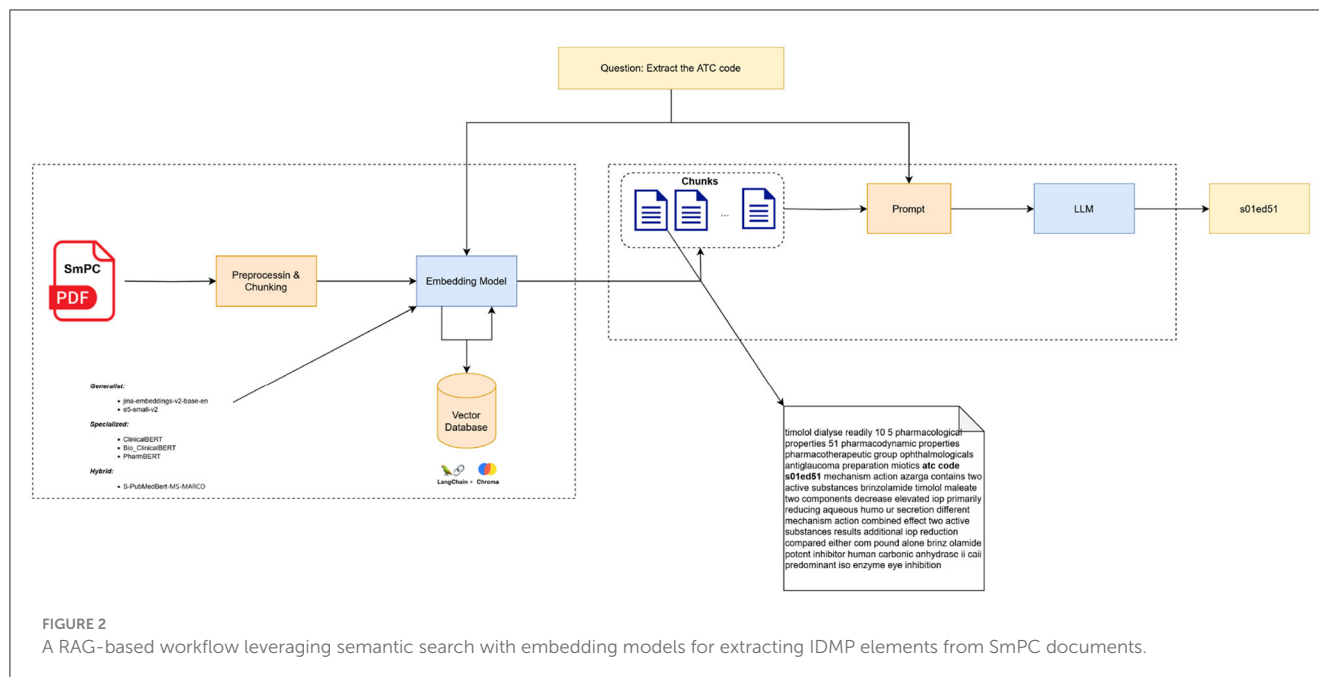 Question: Extract the ATC code
Chunks
...
Prompt
LLM
s01ed51
SmPC
PDF
Preprocessin &
Chunking
Embedding Model
Vector
Database
LangChain + Chroma
Generalist:
• jina-embeddings-v2-base-en
• e5-small-v2
Specialized:
• ClinicalBERT
• Bio_ClinicalBERT
• PharmBERT
Hybrid:
• S-PubMedBert-MS-MARCO
timolol dialyse readily 10 5 pharmacological
properties 51 pharmacodynamic properties
pharmacotherapeutic group ophthalmologicals
antiglaucoma preparation miotics atc code
s01ed51 mechanism action azarga contains two
active substances brinzolamide timolol maleate
two components decrease elevated iop primarily
reducing aqueous humo ur secretion different
mechanism action combined effect two active
substances results additional iop reduction
compared either com pound alone brinz olamide
potent inhibitor human carbonic anhydrase ii caii
predominant iso enzyme eye inhibition
FIGURE 2
A RAG-based workflow leveraging semantic search with embedding models for extracting IDMP elements from SmPC documents.